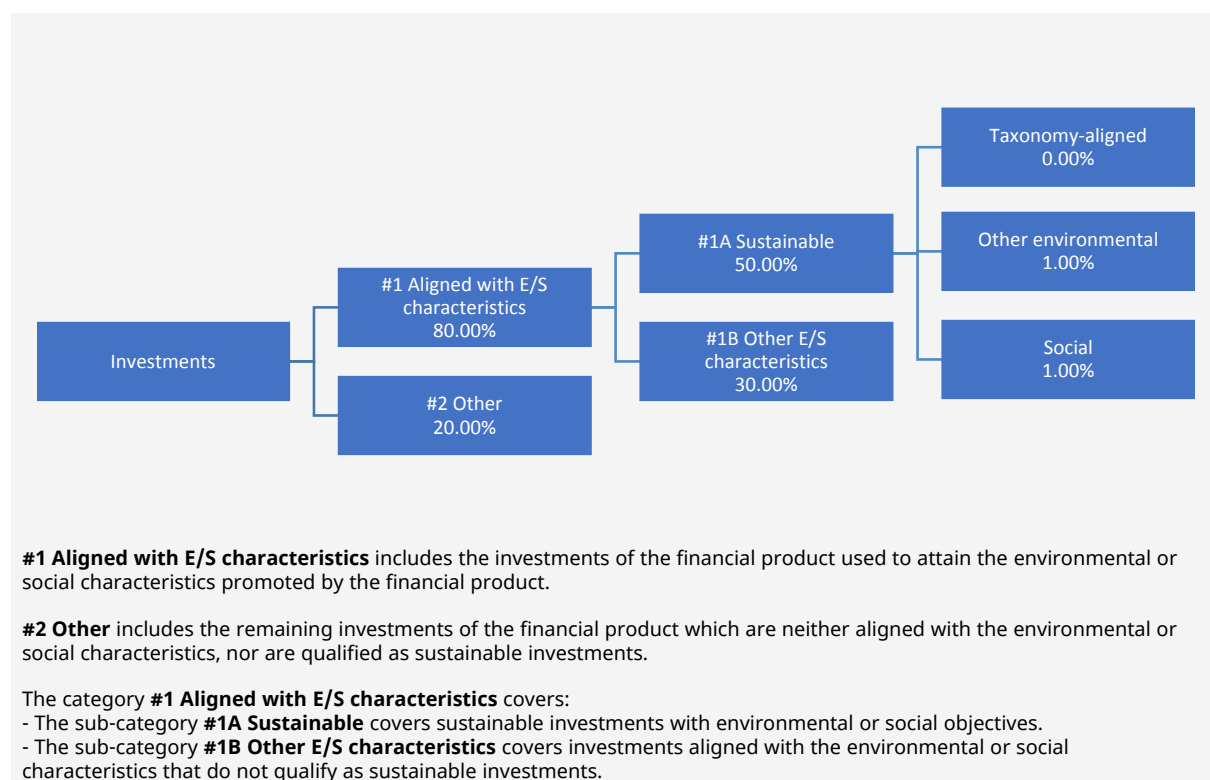 Investments
#1 Aligned with E/S
characteristics
80.00%
#2 Other
20.00%
#1A Sustainable
50.00%
#1B Other E/S
characteristics
30.00%
Taxonomy-aligned
0.00%
Other environmental
1.00%
Social
1.00%
#1 Aligned with E/S characteristics includes the investments of the financial product used to attain the environmental or
social characteristics promoted by the financial product.
#2 Other includes the remaining investments of the financial product which are neither aligned with the environmental or
social characteristics, nor are qualified as sustainable investments.
The category #1 Aligned with E/S characteristics covers:
- The sub-category #1A Sustainable covers sustainable investments with environmental or social objectives.
- The sub-category #1B Other E/S characteristics covers investments aligned with the environmental or social
characteristics that do not qualify as sustainable investments.